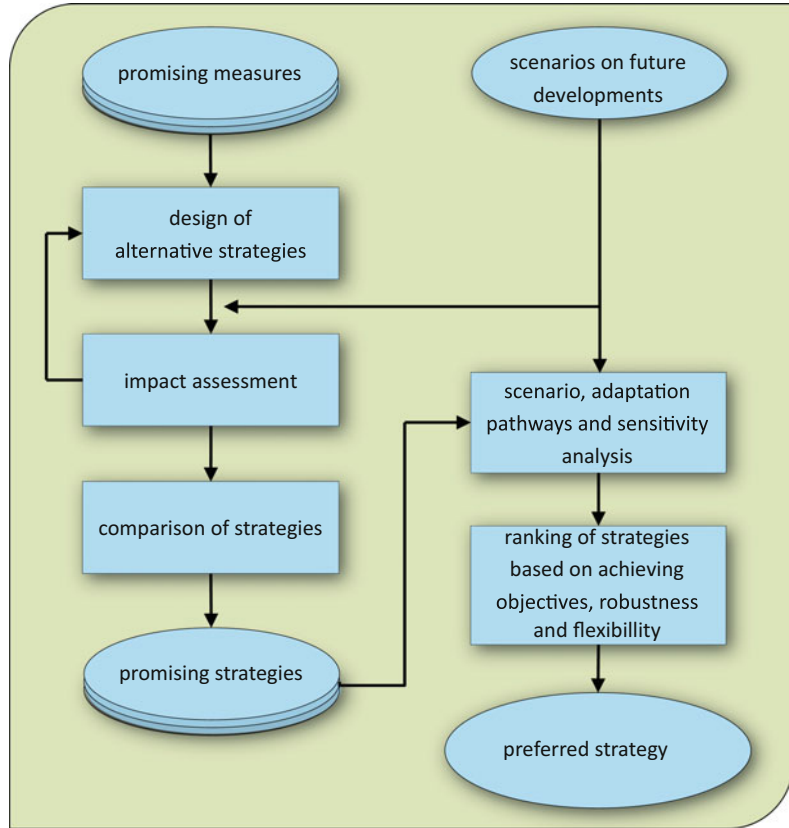 promising measures
design of
alternative strategies
impact assessment
comparison of strategies
promising strategies
scenarios on future
developments
scenario, adaptation
pathways and sensitivity
analysis
ranking of strategies
based on achieving
objectives, robustness
and flexibillity
preferred strategy